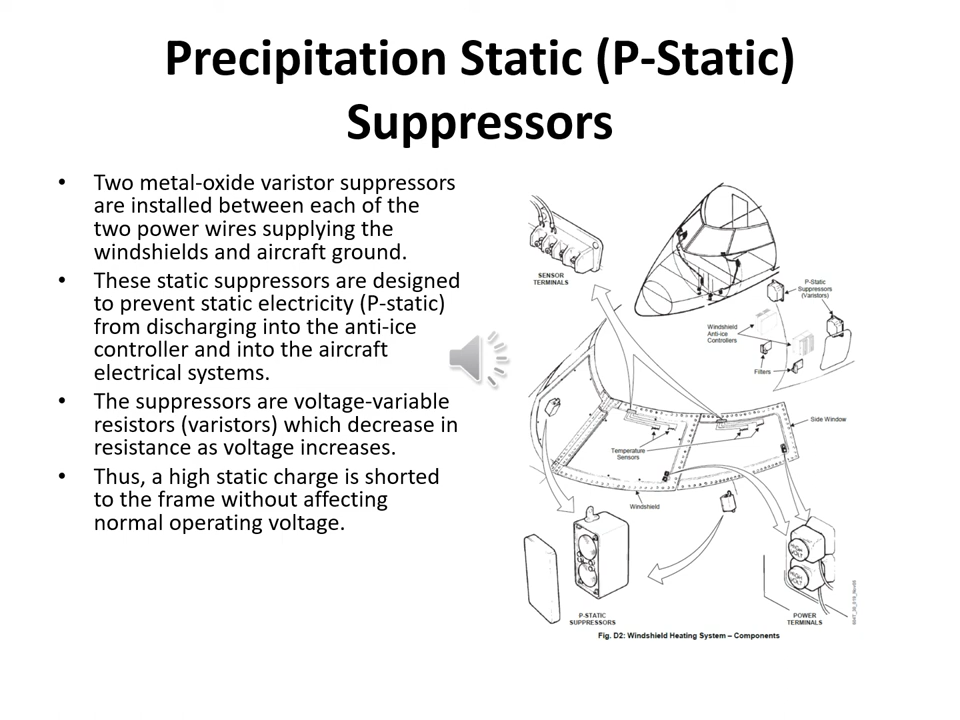 Precipitation Static (P-Static)
Suppressors
• Two metal-oxide varistor suppressors
are installed between each of the
two power wires supplying the
windshields and aircraft ground.
• These static suppressors are designed
to prevent static electricity (P-static)
from discharging into the anti-ice
controller and into the aircraft
electrical systems.
• The suppressors are voltage-variable
resistors (varistors) which decrease in
resistance as voltage increases.
• Thus, a high static charge is shorted
to the frame without affecting
normal operating voltage.
SENSOR
TERMINALS
P-Static
Suppressors
(Varistors)
Windshield
Anti-ice
Controllers
Filters
Side Window
Temperature
Sensors
Windshield
P-STATIC
SUPPRESSORS
POWER
TERMINALS
Fig. D2: Windshield Heating System – Components